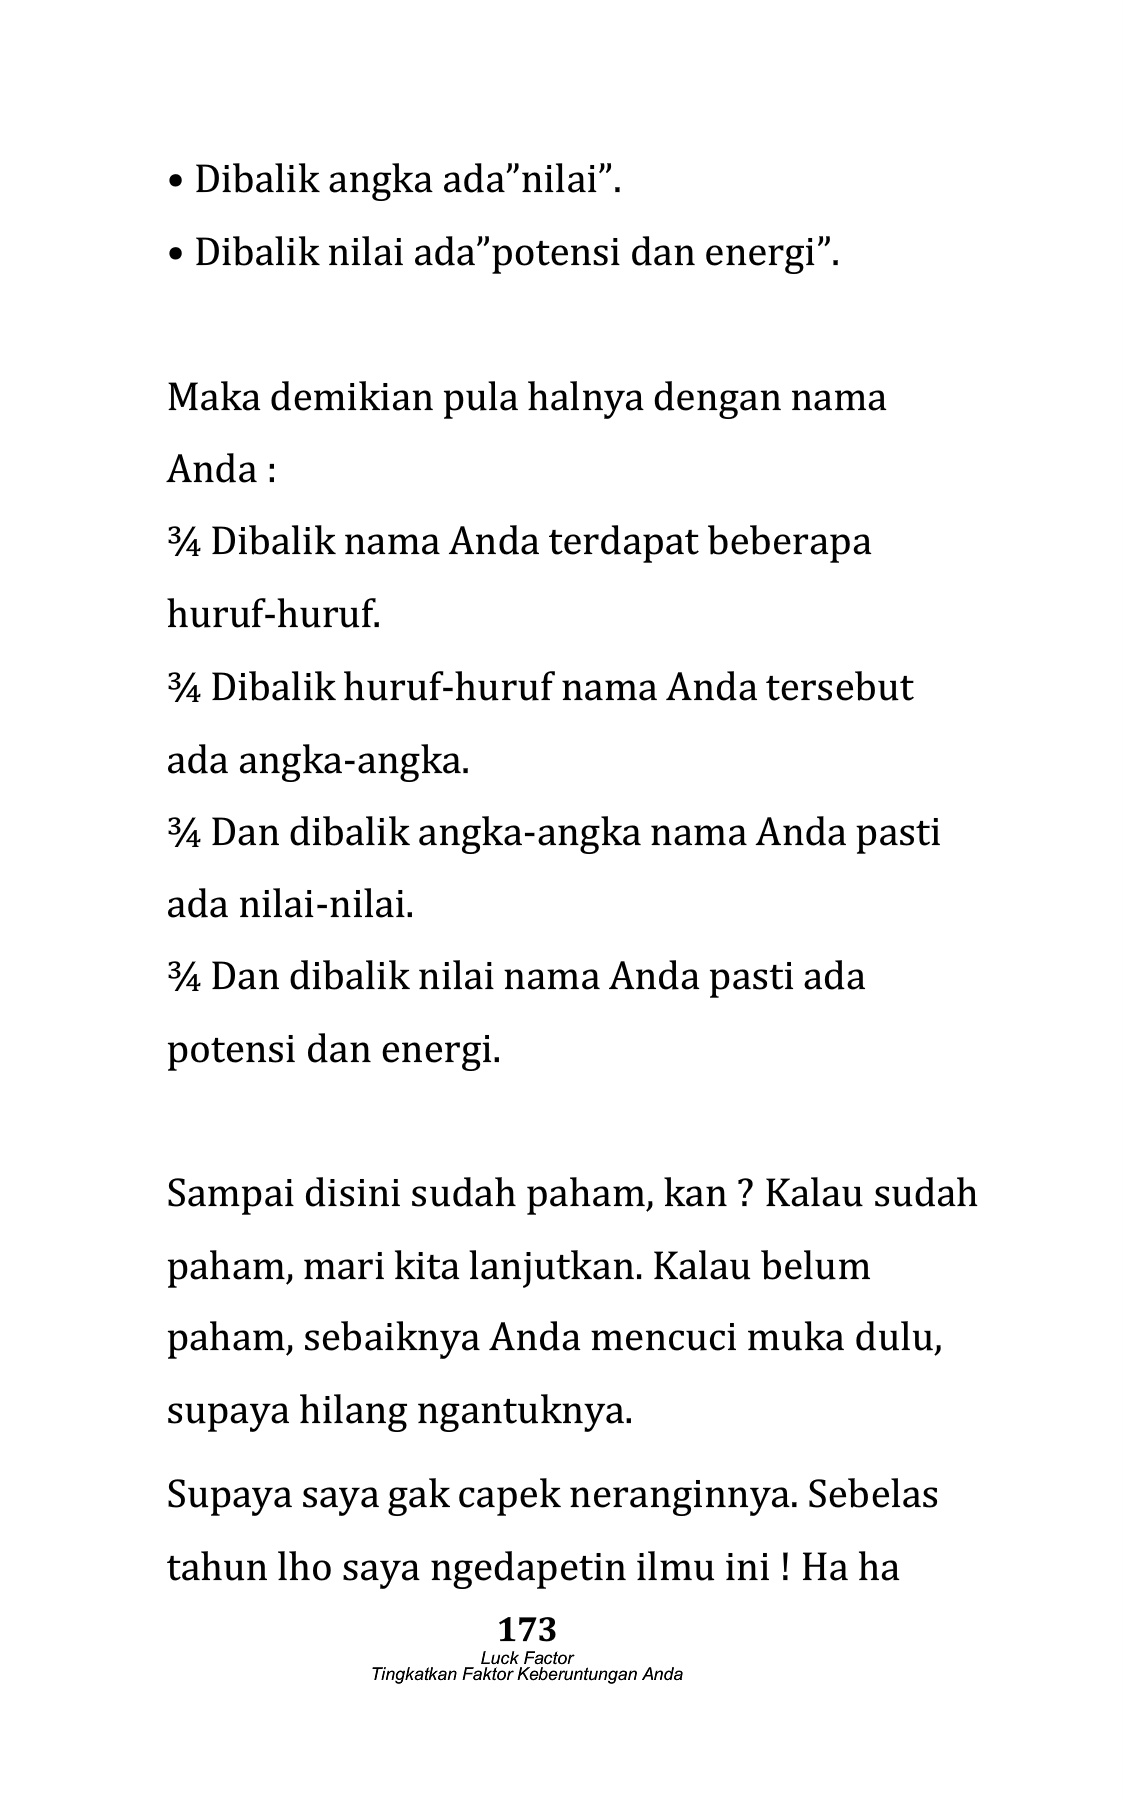 • Dibalik angka ada”nilai”.
• Dibalik nilai ada”potensi dan energi”.
Maka demikian pula halnya dengan nama
Anda :
¾ Dibalik nama Anda terdapat beberapa
huruf-huruf.
¾ Dibalik huruf-huruf nama Anda tersebut
ada angka-angka.
¾ Dan dibalik angka-angka nama Anda pasti
ada nilai-nilai.
¾ Dan dibalik nilai nama Anda pasti ada
potensi dan energi.
Sampai disini sudah paham, kan ? Kalau sudah
paham, mari kita lanjutkan. Kalau belum
paham, sebaiknya Anda mencuci muka dulu,
supaya hilang ngantuknya.
Supaya saya gak capek neranginnya. Sebelas
tahun lho saya ngedapetin ilmu ini ! Ha ha
173
Luck Factor
Tingkatkan Faktor Keberuntungan Anda